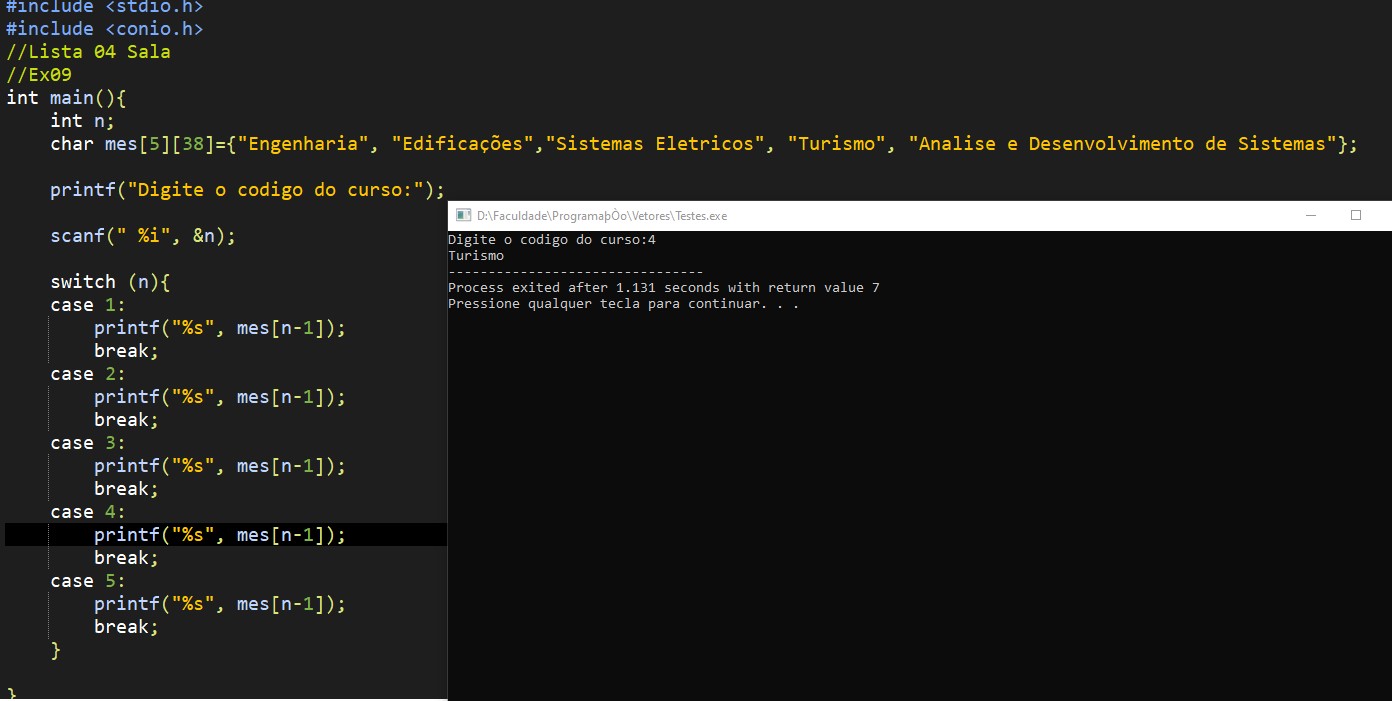 #include <stdio.h>
#include <conio.h>
//Lista 04 Sala
//Ex09
int main(){
    int n;
    char mes[5][38]={"Engenharia", "Edificações","Sistemas Eletricos", "Turismo", "Analise e Desenvolvimento de Sistemas"};
    printf("Digite o codigo do curso:");
    scanf(" %i", &n);
    switch (n){
    case 1:
        printf("%s", mes[n-1]);
        break;
    case 2:
        printf("%s", mes[n-1]);
        break;
    case 3:
        printf("%s", mes[n-1]);
        break;
    case 4:
        printf("%s", mes[n-1]);
        break;
    case 5:
        printf("%s", mes[n-1]);
        break;
    }
}
D:\Faculdade\ProgramaþÒo\Vetores\Testes.exe
Digite o codigo do curso:4
Turismo
--------------------------------
Process exited after 1.131 seconds with return value 7
Pressione qualquer tecla para continuar. . .